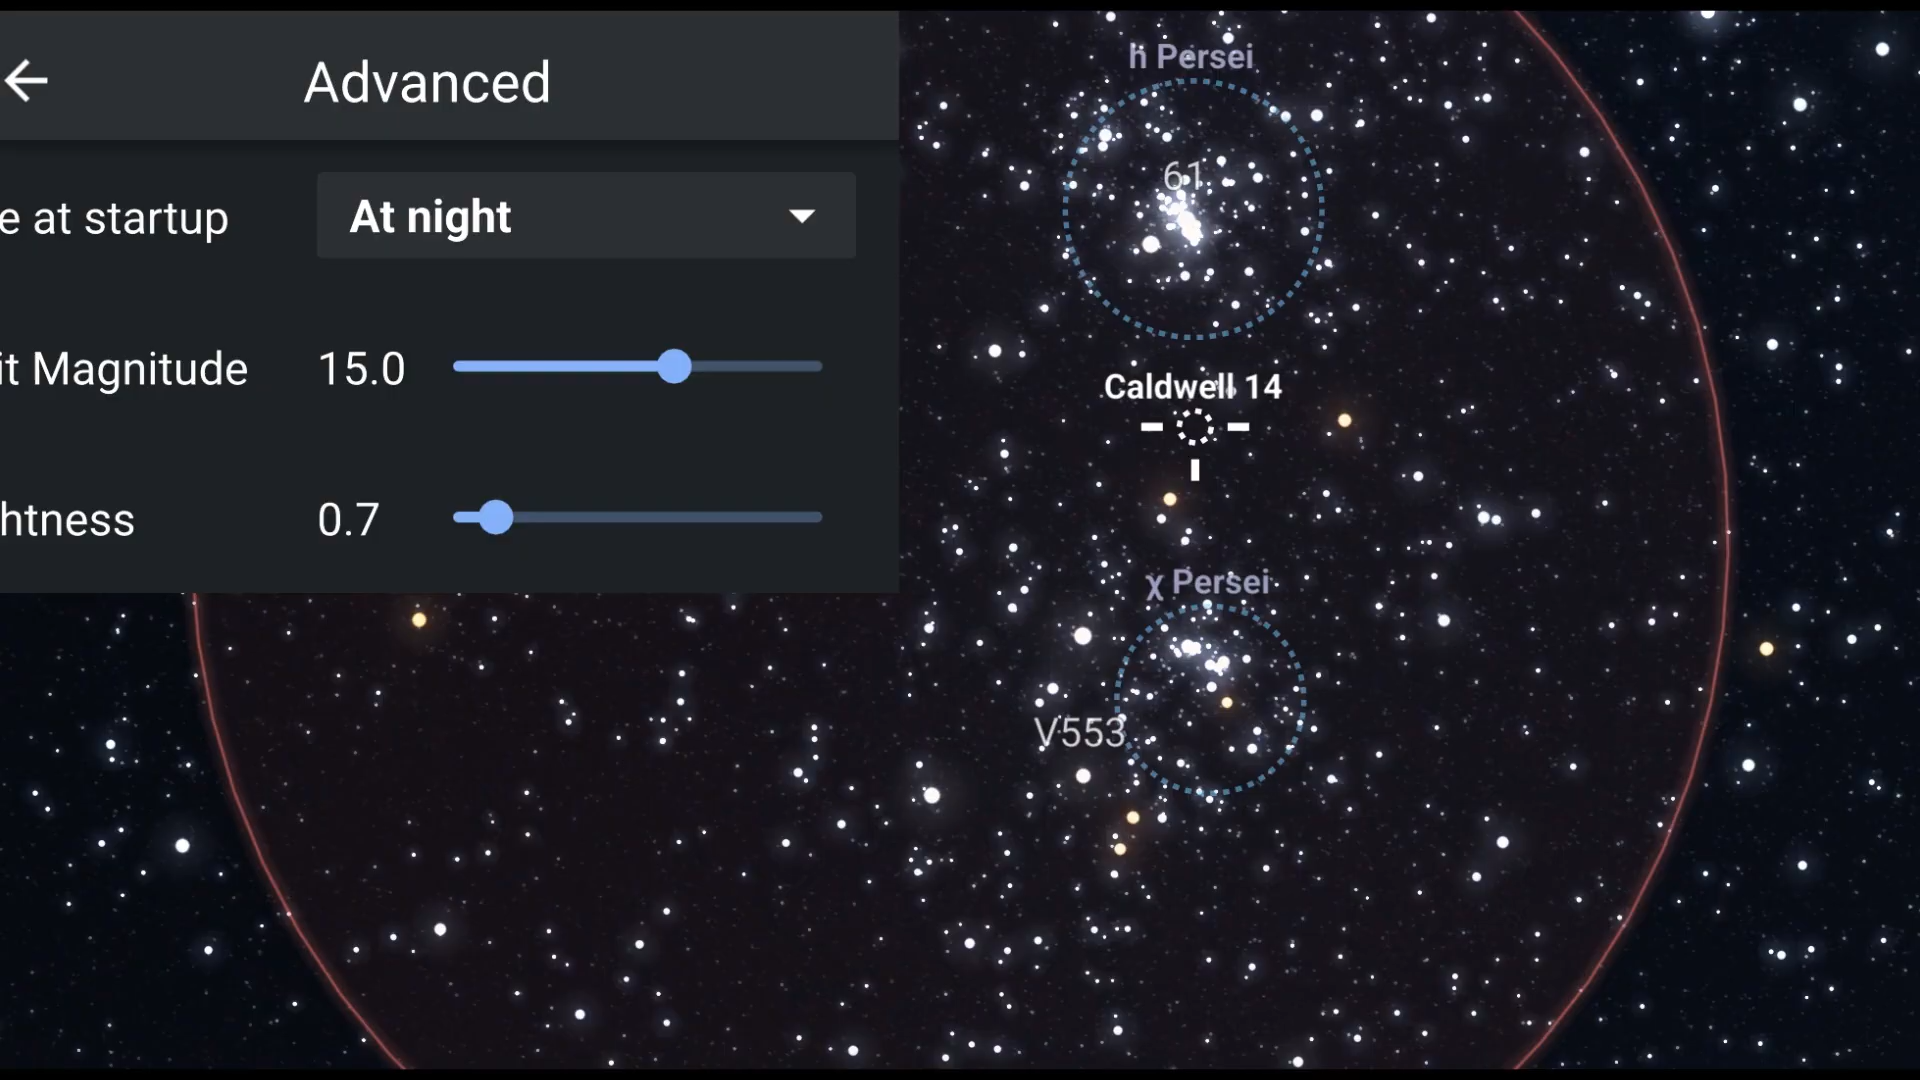 Advanced
e at startup
At night
it Magnitude
15.0
htness
0.7
h Persei
61
Caldwell 14
χ Persei
V553